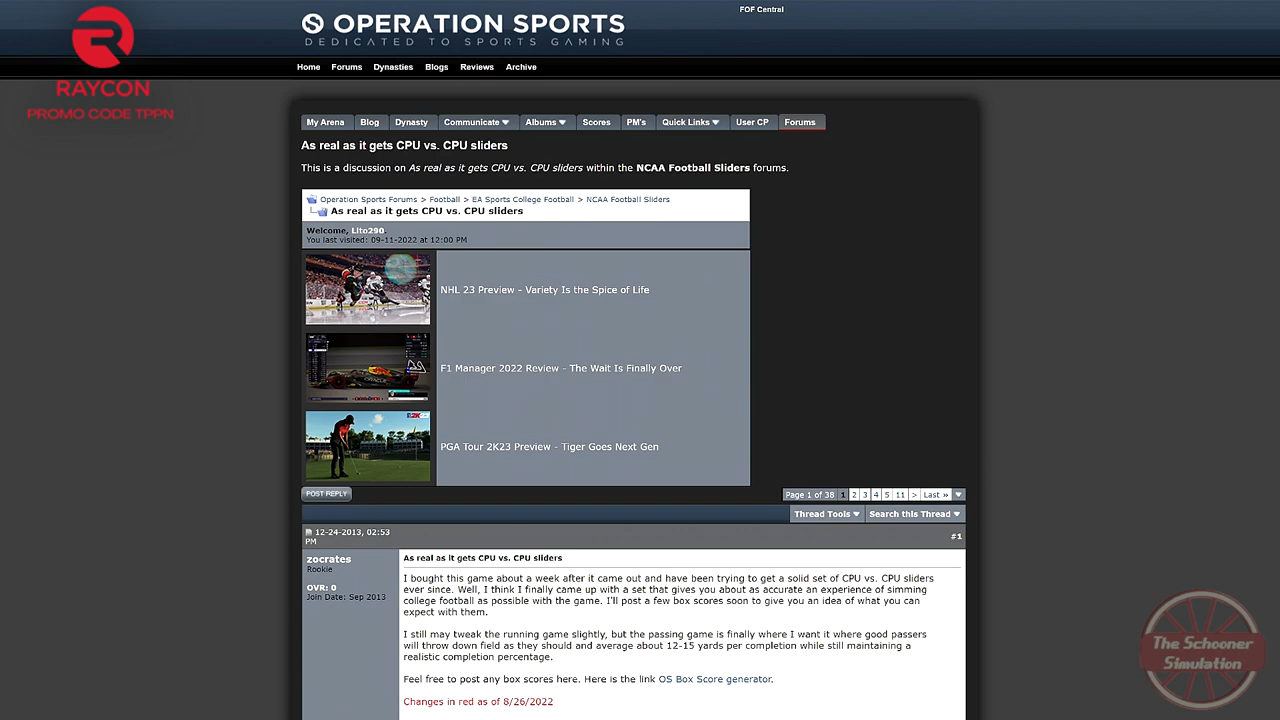 FOF Central
OPERATION SPORTS
DEDICATED TO SPORTS GAMING
RAYCON
PROMO CODE TPPN
Home Forums Dynasties Blogs Reviews Archive
My Arena Blog Dynasty Communicate Albums Scores PM's Quick Links User CP Forums
As real as it gets CPU vs. CPU sliders
This is a discussion on As real as it gets CPU vs. CPU sliders within the NCAA Football Sliders forums.
Operation Sports Forums > Football > EA Sports College Football > NCAA Football Sliders
As real as it gets CPU vs. CPU sliders
Welcome, Lito290.
You last visited: 09-11-2022 at 12:00 PM
NHL 23 Preview - Variety Is the Spice of Life
F1 Manager 2022 Review - The Wait Is Finally Over
PGA Tour 2K23 Preview - Tiger Goes Next Gen
POST REPLY
Page 1 of 38 1 2 3 4 5 11 > Last »
Thread Tools Search this Thread
12-24-2013, 02:53
PM
#1
zocrates
Rookie
OVR: 0
Join Date: Sep 2013
As real as it gets CPU vs. CPU sliders
I bought this game about a week after it came out and have been trying to get a solid set of CPU vs. CPU sliders
ever since. Well, I think I finally came up with a set that gives you about as accurate an experience of simming
college football as possible with the game. I'll post a few box scores soon to give you an idea of what you can
expect with them.
I still may tweak the running game slightly, but the passing game is finally where I want it where good passers
will throw down field as they should and average about 12-15 yards per completion while still maintaining a
realistic completion percentage.
Feel free to post any box scores here. Here is the link OS Box Score generator.
Changes in red as of 8/26/2022
The Schooner
Simulation